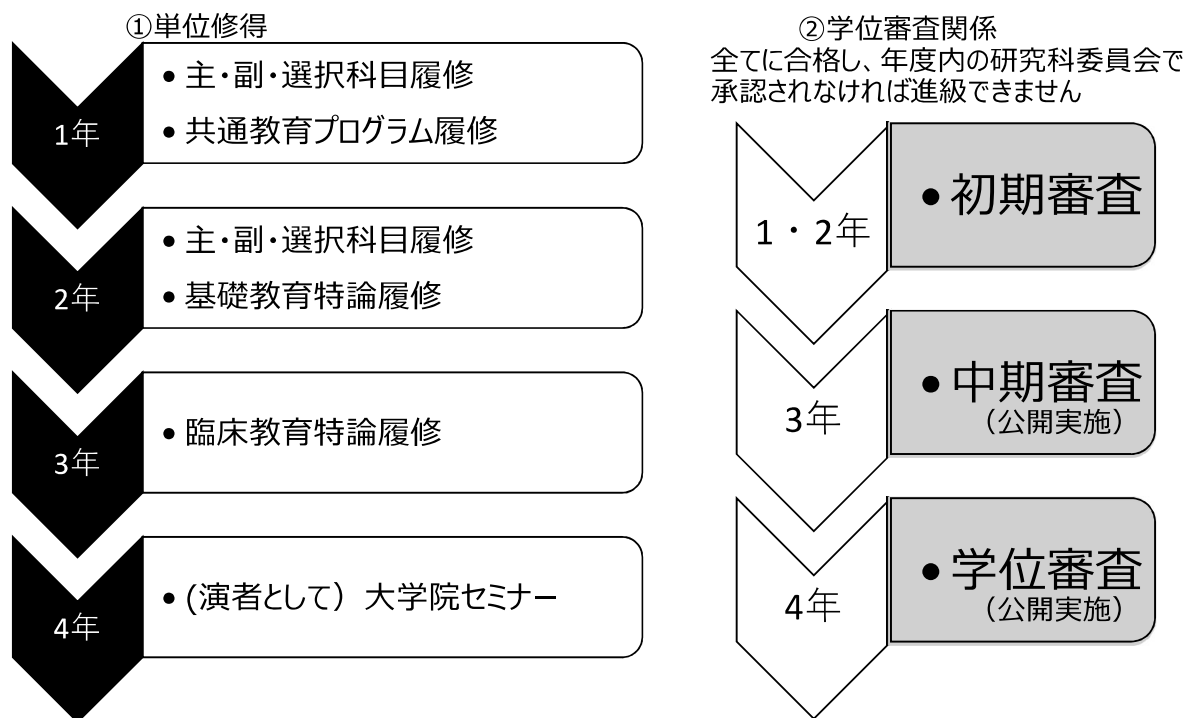 ①単位修得
1年
• 主・副・選択科目履修
• 共通教育プログラム履修
2年
• 主・副・選択科目履修
• 基礎教育特論履修
3年
• 臨床教育特論履修
4年
• (演者として）大学院セミナー
②学位審査関係
全てに合格し、年度内の研究科委員会で
承認されなければ進級できません
1・2年
• 初期審査
3年
• 中期審査
（公開実施）
4年
• 学位審査
（公開実施）